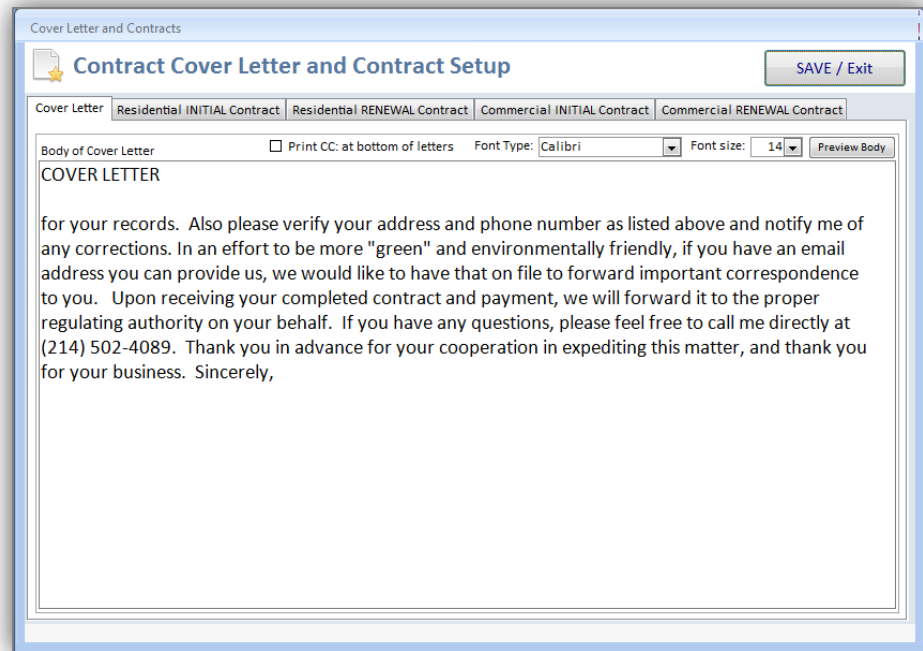 Cover Letter and Contracts
Contract Cover Letter and Contract Setup
SAVE / Exit
Cover Letter
Residential INITIAL Contract
Residential RENEWAL Contract
Commercial INITIAL Contract
Commercial RENEWAL Contract
Body of Cover Letter
Print CC: at bottom of letters
Font Type: Calibri
Font size: 14
Preview Body
COVER LETTER
for your records.  Also please verify your address and phone number as listed above and notify me of
any corrections. In an effort to be more "green" and environmentally friendly, if you have an email
address you can provide us, we would like to have that on file to forward important correspondence
to you.   Upon receiving your completed contract and payment, we will forward it to the proper
regulating authority on your behalf.  If you have any questions, please feel free to call me directly at
(214) 502-4089.  Thank you in advance for your cooperation in expediting this matter, and thank you
for your business.  Sincerely,